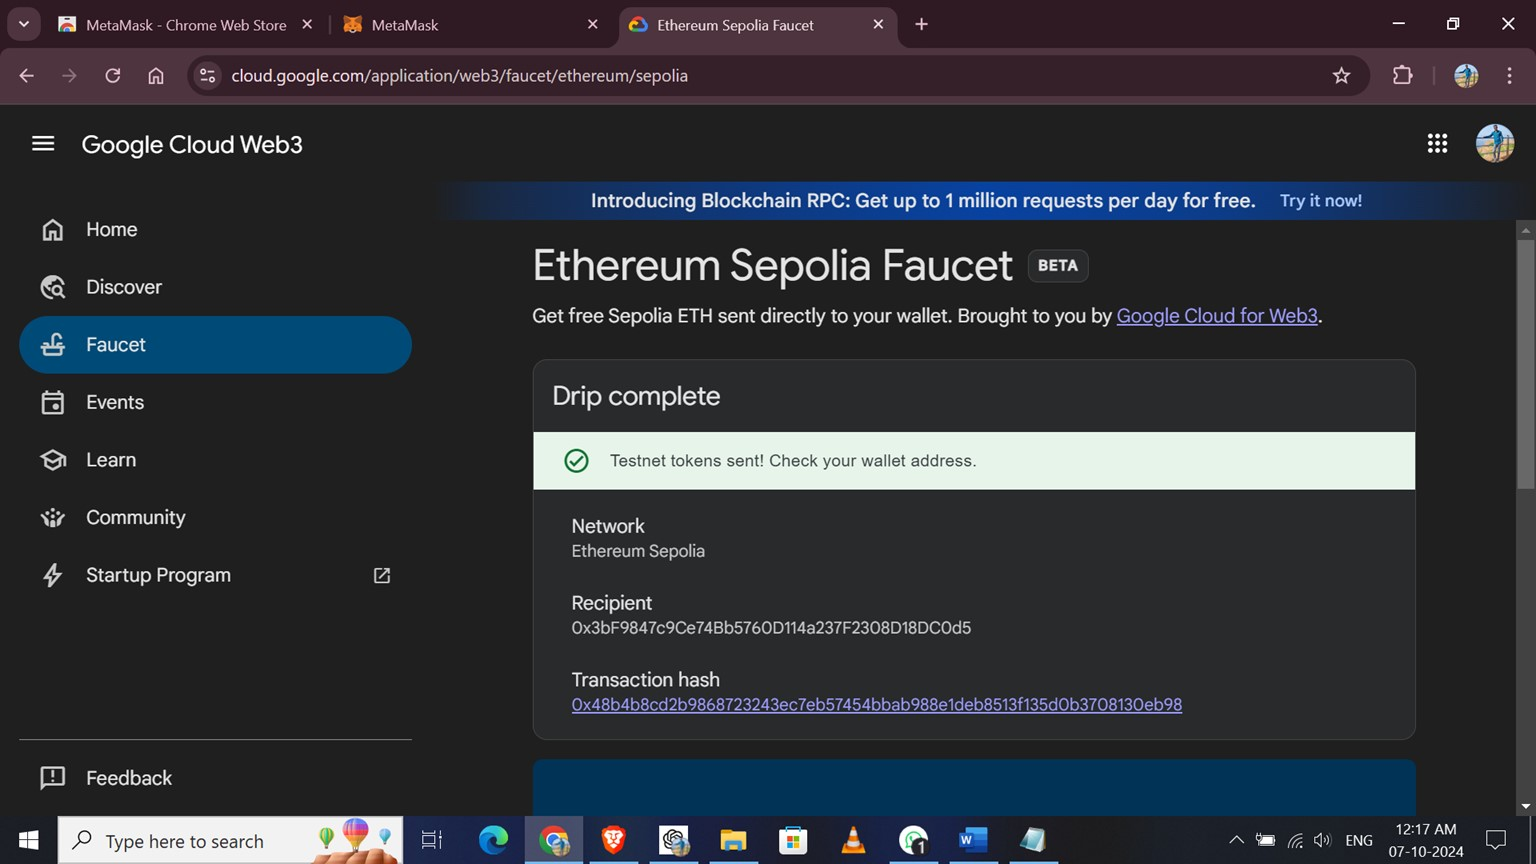 MetaMask - Chrome Web Store
MetaMask
Ethereum Sepolia Faucet
cloud.google.com/application/web3/faucet/ethereum/sepolia
Google Cloud Web3
Introducing Blockchain RPC: Get up to 1 million requests per day for free. Try it now!
Home
Discover
Faucet
Events
Learn
Community
Startup Program
Feedback
Ethereum Sepolia Faucet BETA
Get free Sepolia ETH sent directly to your wallet. Brought to you by Google Cloud for Web3.
Drip complete
Testnet tokens sent! Check your wallet address.
Network
Ethereum Sepolia
Recipient
0x3bF9847c9Ce74Bb5760D114a237F2308D18DC0d5
Transaction hash
0x48b4b8cd2b9868723243ec7eb57454bbab988e1deb8513f135d0b3708130eb98
Type here to search
1
W
ENG
12:17 AM
07-10-2024